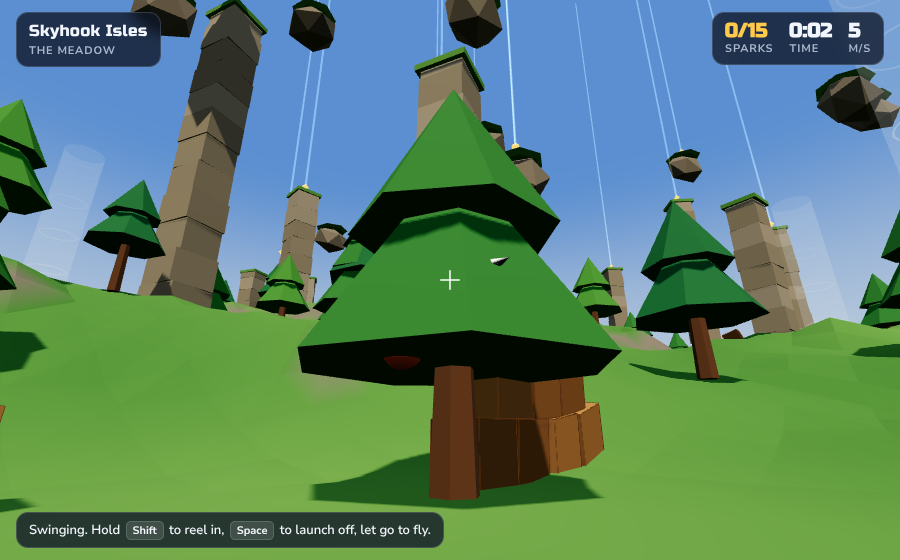 Skyhook Isles
THE MEADOW
0/15 0:02 5
SPARKS TIME M/S
Swinging. Hold Shift to reel in, Space to launch off, let go to fly.